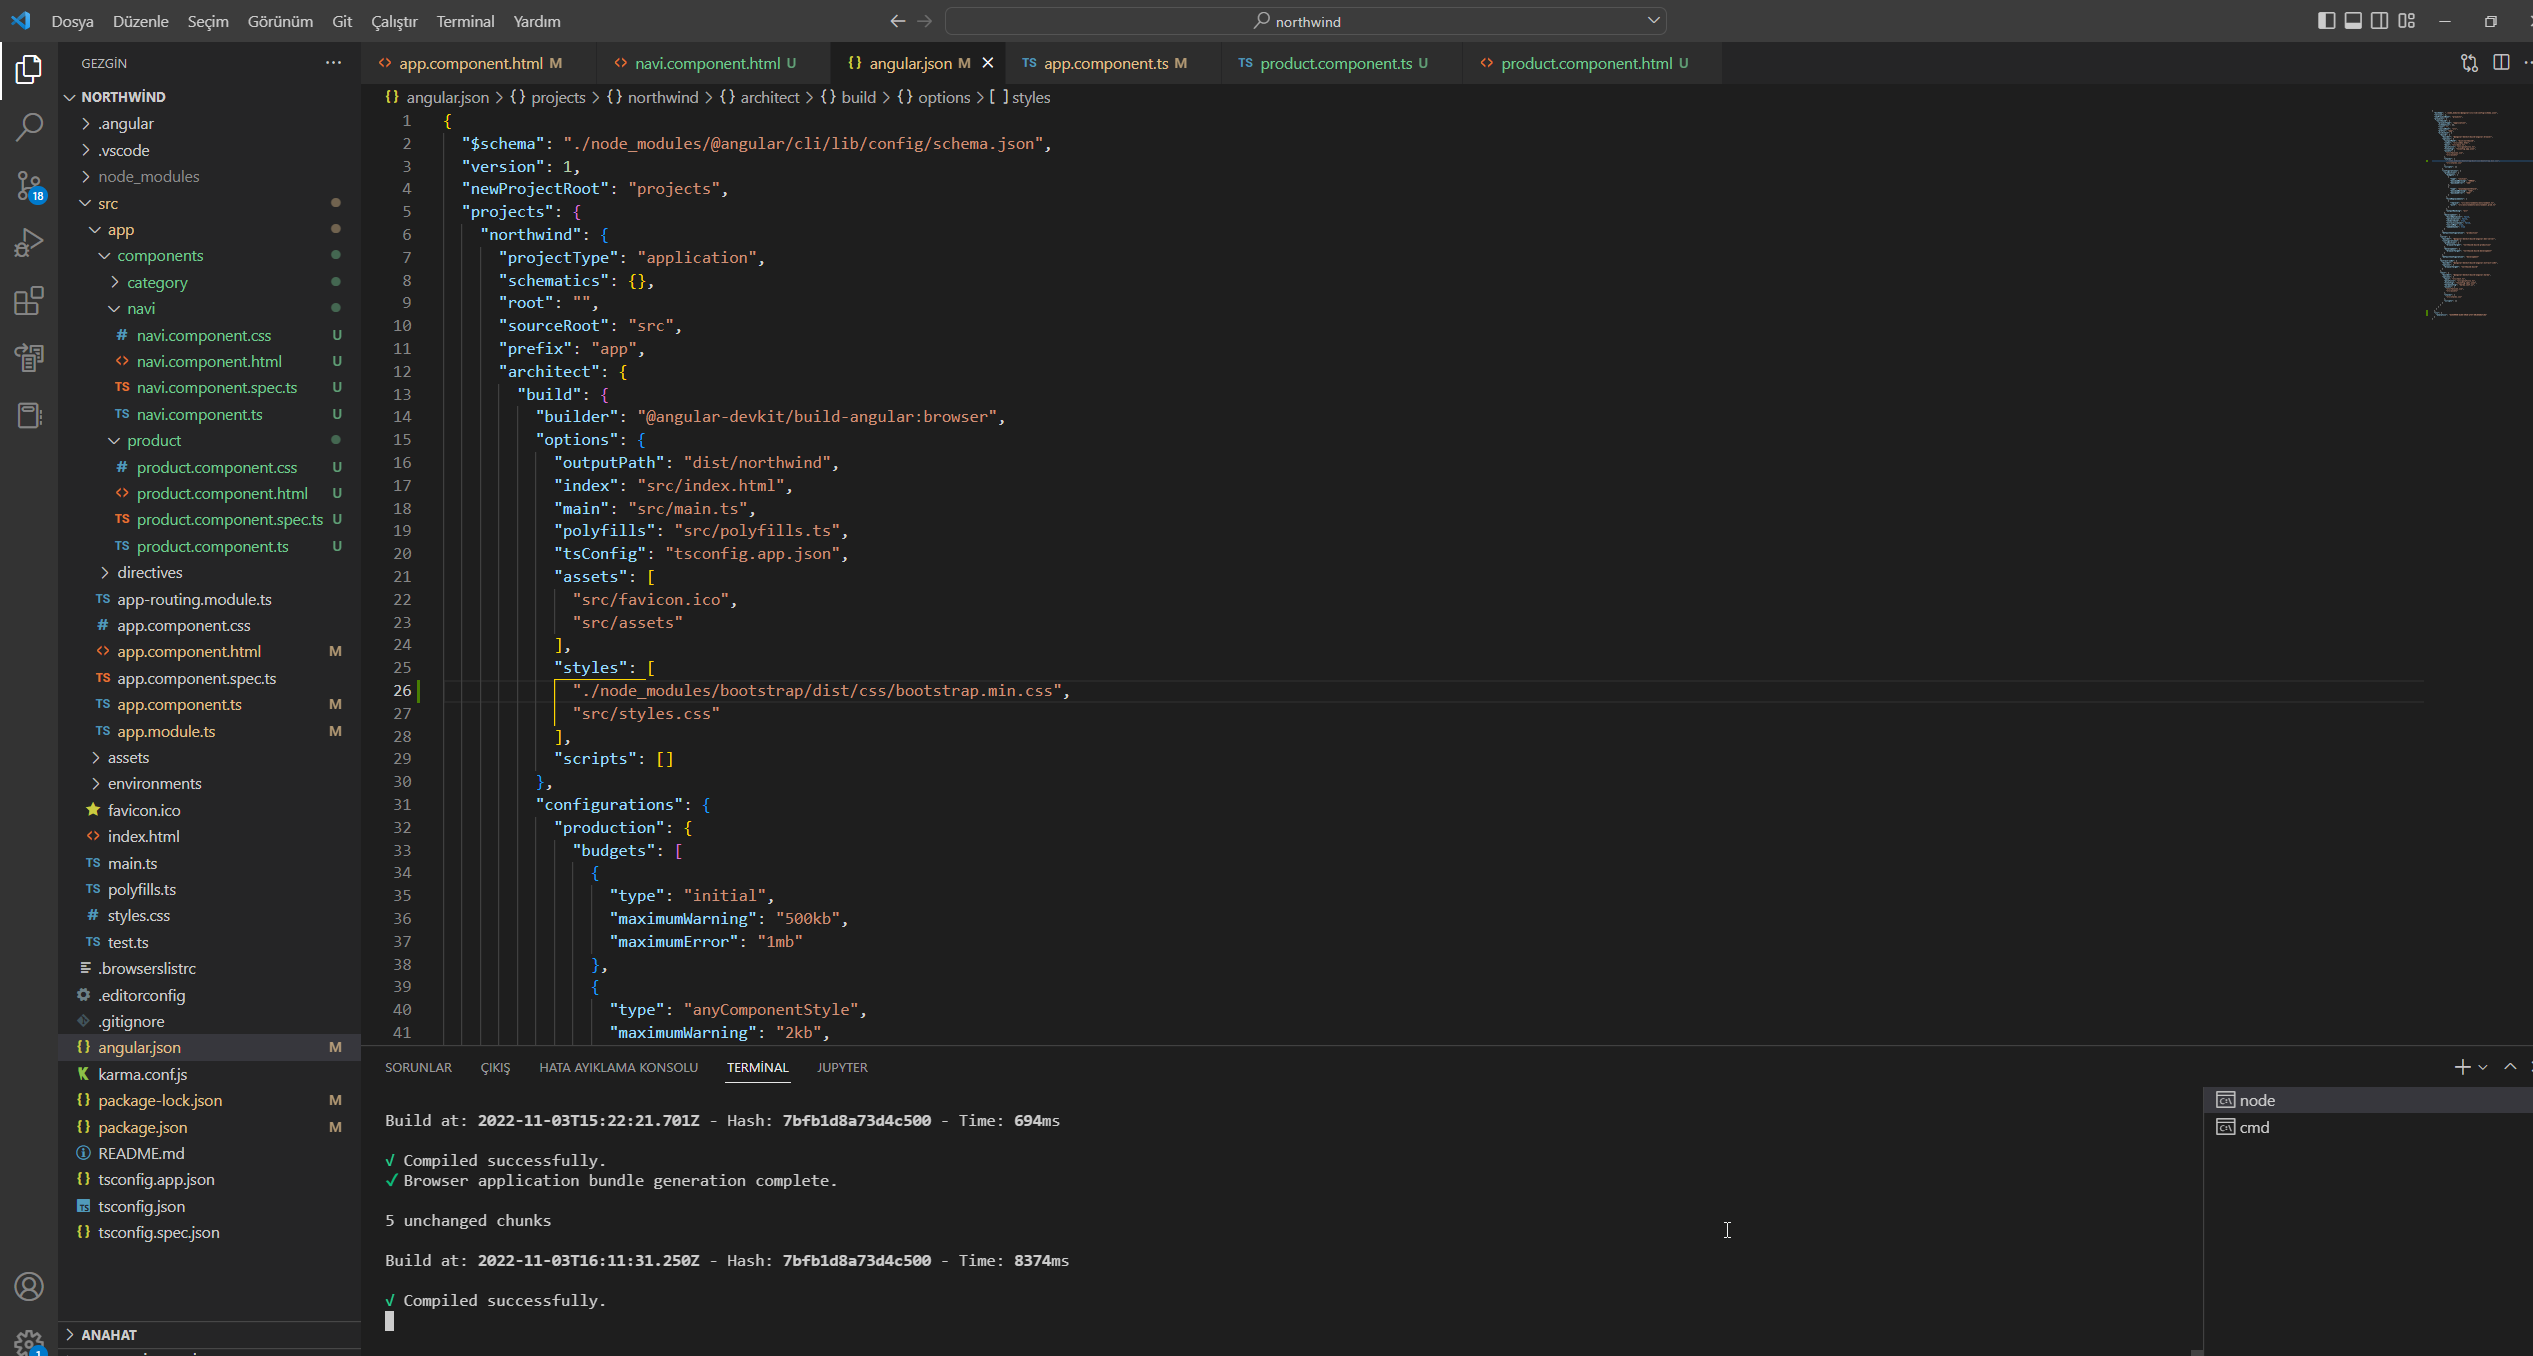 Dosya Düzenle Seçim Görünüm Git Çalıştır Terminal Yardım
northwind
GEZGİN
NORTHWİND
.angular
.vscode
node_modules
src
app
components
category
navi
navi.component.css U
navi.component.html U
navi.component.spec.ts U
navi.component.ts U
product
product.component.css U
product.component.html U
product.component.spec.ts U
product.component.ts U
directives
app-routing.module.ts
app.component.css
app.component.html M
app.component.spec.ts
app.component.ts M
app.module.ts M
assets
environments
favicon.ico
index.html
main.ts
polyfills.ts
styles.css
test.ts
.browserslistrc
.editorconfig
.gitignore
angular.json M
karma.conf.js
package-lock.json M
package.json M
README.md
tsconfig.app.json
tsconfig.json
tsconfig.spec.json
ANAHAT
18
1
app.component.html M navi.component.html U angular.json M app.component.ts M product.component.ts U product.component.html U
{} angular.json > {} projects > {} northwind > {} architect > {} build > {} options > [ ] styles
1 {
2 "$schema": "./node_modules/@angular/cli/lib/config/schema.json",
3 "version": 1,
4 "newProjectRoot": "projects",
5 "projects": {
6 "northwind": {
7 "projectType": "application",
8 "schematics": {},
9 "root": "",
10 "sourceRoot": "src",
11 "prefix": "app",
12 "architect": {
13 "build": {
14 "builder": "@angular-devkit/build-angular:browser",
15 "options": {
16 "outputPath": "dist/northwind",
17 "index": "src/index.html",
18 "main": "src/main.ts",
19 "polyfills": "src/polyfills.ts",
20 "tsConfig": "tsconfig.app.json",
21 "assets": [
22 "src/favicon.ico",
23 "src/assets"
24 ],
25 "styles": [
26 "./node_modules/bootstrap/dist/css/bootstrap.min.css",
27 "src/styles.css"
28 ],
29 "scripts": []
30 },
31 "configurations": {
32 "production": {
33 "budgets": [
34 {
35 "type": "initial",
36 "maximumWarning": "500kb",
37 "maximumError": "1mb"
38 },
39 {
40 "type": "anyComponentStyle",
41 "maximumWarning": "2kb",
SORUNLAR ÇIKIŞ HATA AYIKLAMA KONSOLU TERMİNAL JUPYTER
Build at: 2022-11-03T15:22:21.701Z - Hash: 7bfb1d8a73d4c500 - Time: 694ms
√ Compiled successfully.
✓ Browser application bundle generation complete.
5 unchanged chunks
Build at: 2022-11-03T16:11:31.250Z - Hash: 7bfb1d8a73d4c500 - Time: 8374ms
√ Compiled successfully.
node
cmd